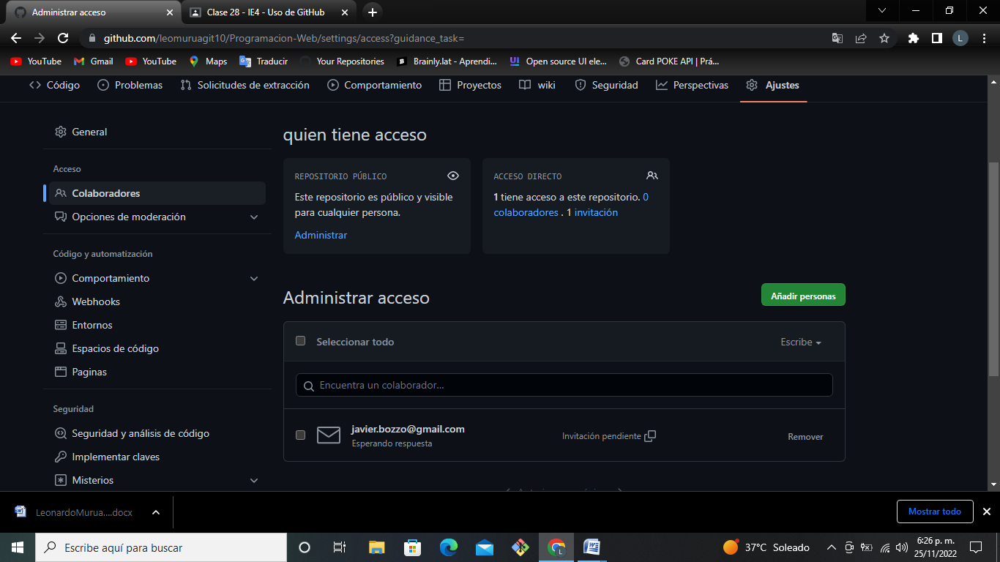 Administrar acceso
Clase 28 - IE4 - Uso de GitHub
github.com/leomuruagit10/Programacion-Web/settings/access?guidance_task=
L
YouTube
Gmail
YouTube
Maps
Traducir
Your Repositories
Brainly.lat - Aprendi...
Open source UI ele...
Card POKE API | Prá...
Código
Problemas
Solicitudes de extracción
Comportamiento
Proyectos
wiki
Seguridad
Perspectivas
Ajustes
General
Acceso
Colaboradores
Opciones de moderación
Código y automatización
Comportamiento
Webhooks
Entornos
Espacios de código
Paginas
Seguridad
Seguridad y análisis de código
Implementar claves
Misterios
quien tiene acceso
REPOSITORIO PÚBLICO
Este repositorio es público y visible
para cualquier persona.
Administrar
ACCESO DIRECTO
1 tiene acceso a este repositorio. 0
colaboradores . 1 invitación
Administrar acceso
Añadir personas
Seleccionar todo
Escribe
Encuentra un colaborador...
javier.bozzo@gmail.com
Esperando respuesta
Invitación pendiente
Remover
LeonardoMurua....docx
Mostrar todo
Escribe aquí para buscar
37°C Soleado
6:26 p. m.
25/11/2022